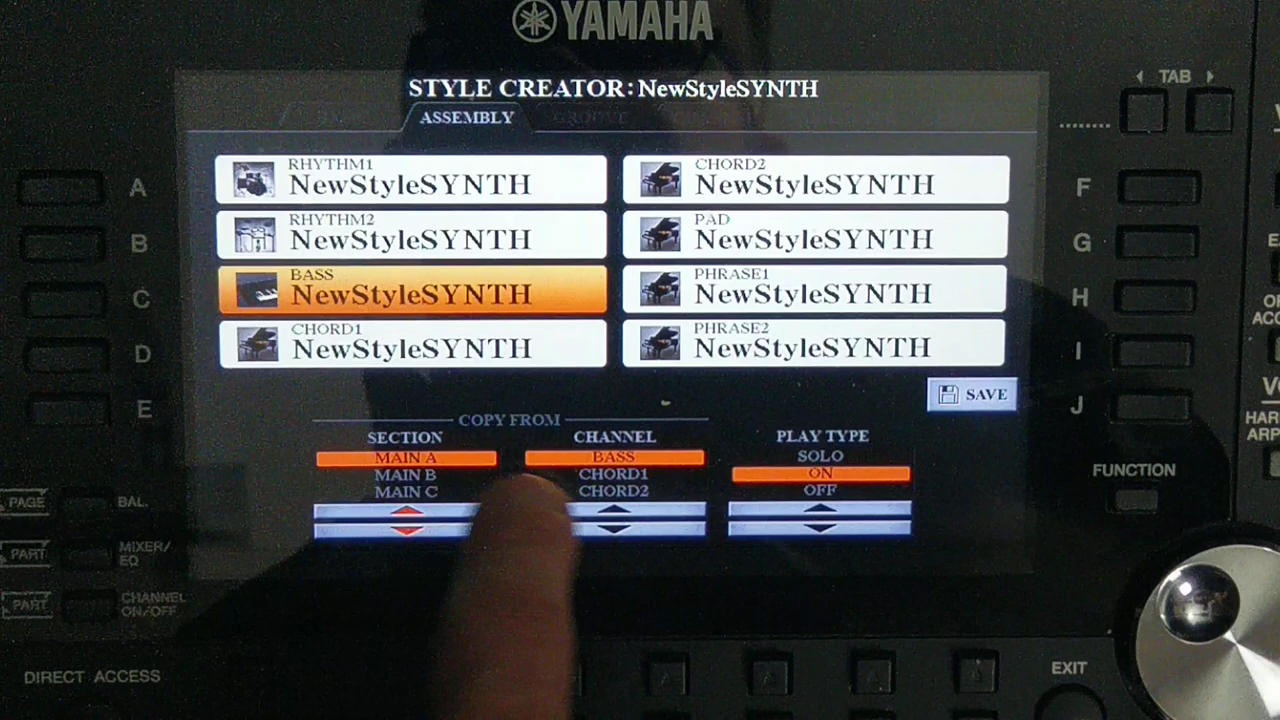 YAMAHA
STYLE CREATOR:NewStyleSYNTH
TAB
ASSEMBLY
GROOVE
RHYTHM1
NewStyleSYNTH
CHORD2
NewStyleSYNTH
A
F
RHYTHM2
NewStyleSYNTH
PAD
NewStyleSYNTH
B
G
BASS
NewStyleSYNTH
PHRASE1
NewStyleSYNTH
C
H
CHORD1
NewStyleSYNTH
PHRASE2
NewStyleSYNTH
D
I
SAVE
E
J
COPY FROM
SECTION
CHANNEL
PLAY TYPE
MAIN A
BASS
SOLO
MAIN B
CHORD1
ON
MAIN C
CHORD2
OFF
FUNCTION
PAGE
BAL.
PART
MIXER/
EQ
PART
CHANNEL
ON/OFF
DIRECT ACCESS
EXIT